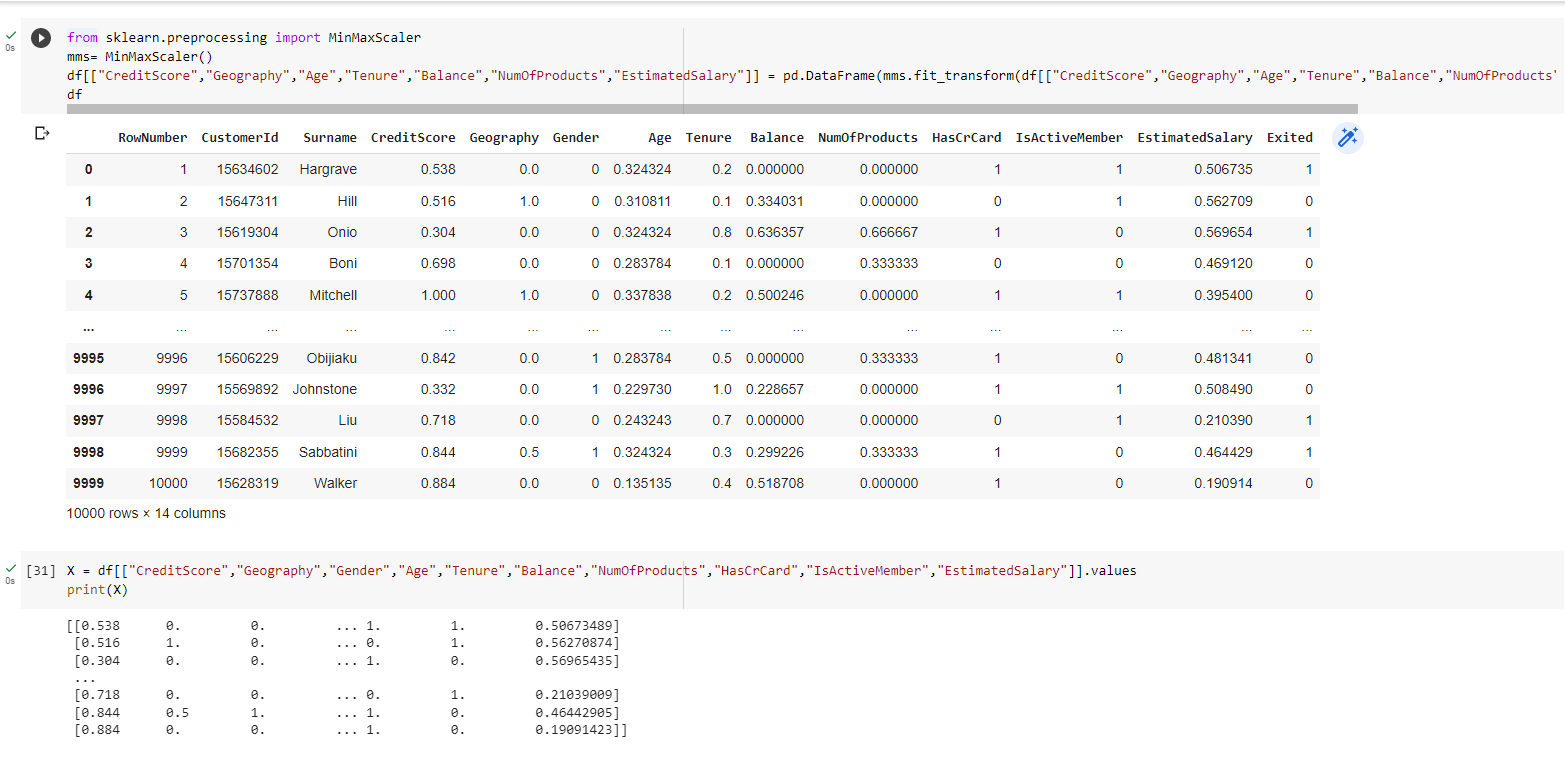 0s
from sklearn.preprocessing import MinMaxScaler
mms= MinMaxScaler()
df[["CreditScore","Geography","Age","Tenure","Balance","NumOfProducts","EstimatedSalary"]] = pd.DataFrame(mms.fit_transform(df[["CreditScore","Geography","Age","Tenure","Balance","NumOfProducts'
df
RowNumber CustomerId Surname CreditScore Geography Gender Age Tenure Balance NumOfProducts HasCrCard IsActiveMember EstimatedSalary Exited
0 1 15634602 Hargrave 0.538 0.0 0 0.324324 0.2 0.000000 0.000000 1 1 0.506735 1
1 2 15647311 Hill 0.516 1.0 0 0.310811 0.1 0.334031 0.000000 0 1 0.562709 0
2 3 15619304 Onio 0.304 0.0 0 0.324324 0.8 0.636357 0.666667 1 0 0.569654 1
3 4 15701354 Boni 0.698 0.0 0 0.283784 0.1 0.000000 0.333333 0 0 0.469120 0
4 5 15737888 Mitchell 1.000 1.0 0 0.337838 0.2 0.500246 0.000000 1 1 0.395400 0
... ... ... ... ... ... ... ... ... ... ... ... ... ... ...
9995 9996 15606229 Obijiaku 0.842 0.0 1 0.283784 0.5 0.000000 0.333333 1 0 0.481341 0
9996 9997 15569892 Johnstone 0.332 0.0 1 0.229730 1.0 0.228657 0.000000 1 1 0.508490 0
9997 9998 15584532 Liu 0.718 0.0 0 0.243243 0.7 0.000000 0.000000 0 1 0.210390 1
9998 9999 15682355 Sabbatini 0.844 0.5 1 0.324324 0.3 0.299226 0.333333 1 0 0.464429 1
9999 10000 15628319 Walker 0.884 0.0 0 0.135135 0.4 0.518708 0.000000 1 0 0.190914 0
10000 rows × 14 columns
0s
[31] X = df[["CreditScore","Geography","Gender","Age","Tenure","Balance","NumOfProducts","HasCrCard","IsActiveMember","EstimatedSalary"]].values
print(X)
[[0.538 0. 0. ... 1. 1. 0.50673489]
[0.516 1. 0. ... 0. 1. 0.56270874]
[0.304 0. 0. ... 1. 0. 0.56965435]
...
[0.718 0. 0. ... 0. 1. 0.21039009]
[0.844 0.5 1. ... 1. 0. 0.46442905]
[0.884 0. 0. ... 1. 0. 0.19091423]]